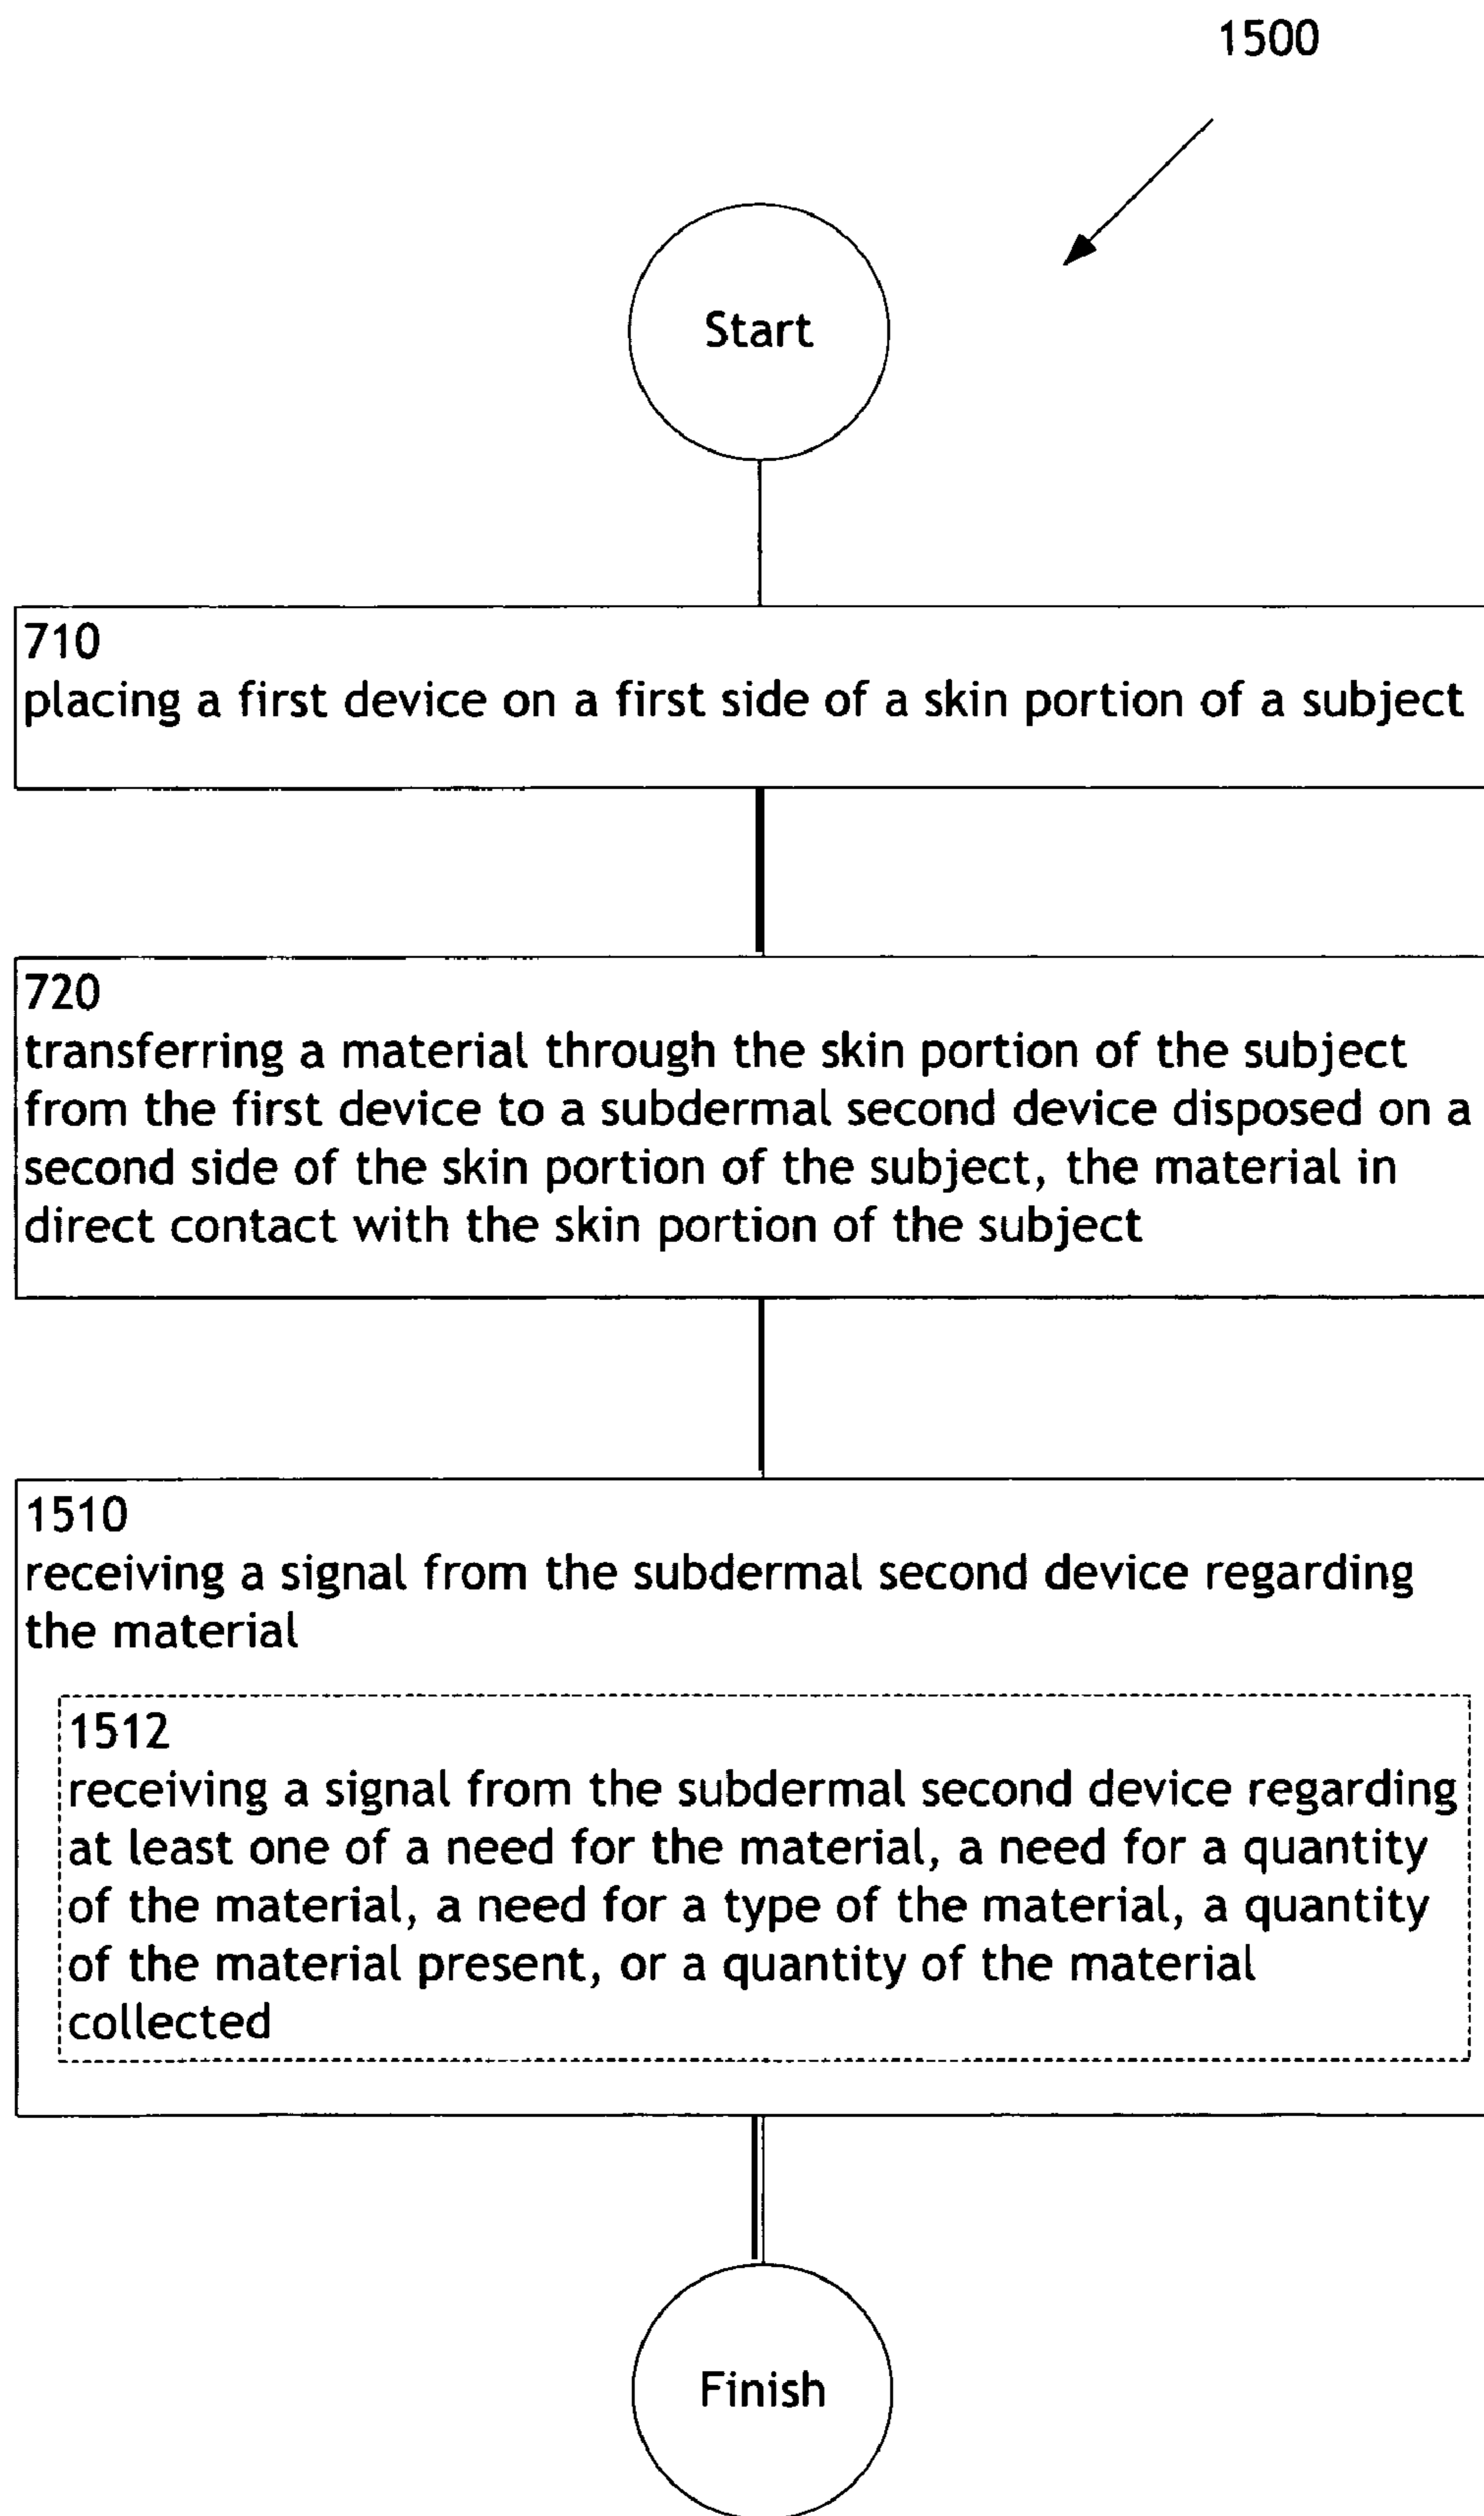 1500
Start
710
placing a first device on a first side of a skin portion of a subject
720
transferring a material through the skin portion of the subject
from the first device to a subdermal second device disposed on a
second side of the skin portion of the subject, the material in
direct contact with the skin portion of the subject
1510
receiving a signal from the subdermal second device regarding
the material
1512
receiving a signal from the subdermal second device regarding
at least one of a need for the material, a need for a quantity
of the material, a need for a type of the material, a quantity
of the material present, or a quantity of the material
collected
Finish